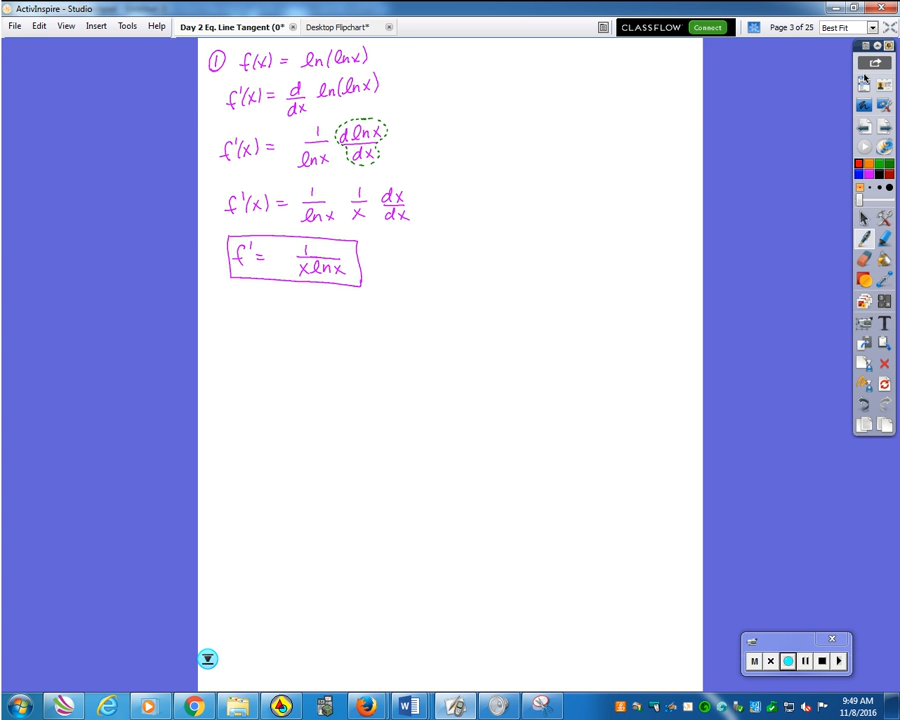 ActivInspire - Studio
File Edit View Insert Tools Help
Day 2 Eq. Line Tangent (0* Desktop Flipchart*
CLASSFLOW Connect
Page 3 of 25 Best Fit
① f(x) = ln(lnx)
f'(x) = d/dx ln(lnx)
f'(x) = 1/lnx dlnx/dx
f'(x) = 1/lnx 1/x dx/dx
f' = 1/xlnx
M
9:49 AM
11/8/2016